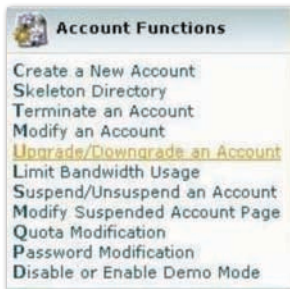 Account Functions
Create a New Account
Skeleton Directory
Terminate an Account
Modify an Account
Upgrade/Downgrade an Account
Limit Bandwidth Usage
Suspend/Unsuspend an Account
Modify Suspended Account Page
Quota Modification
Password Modification
Disable or Enable Demo Mode